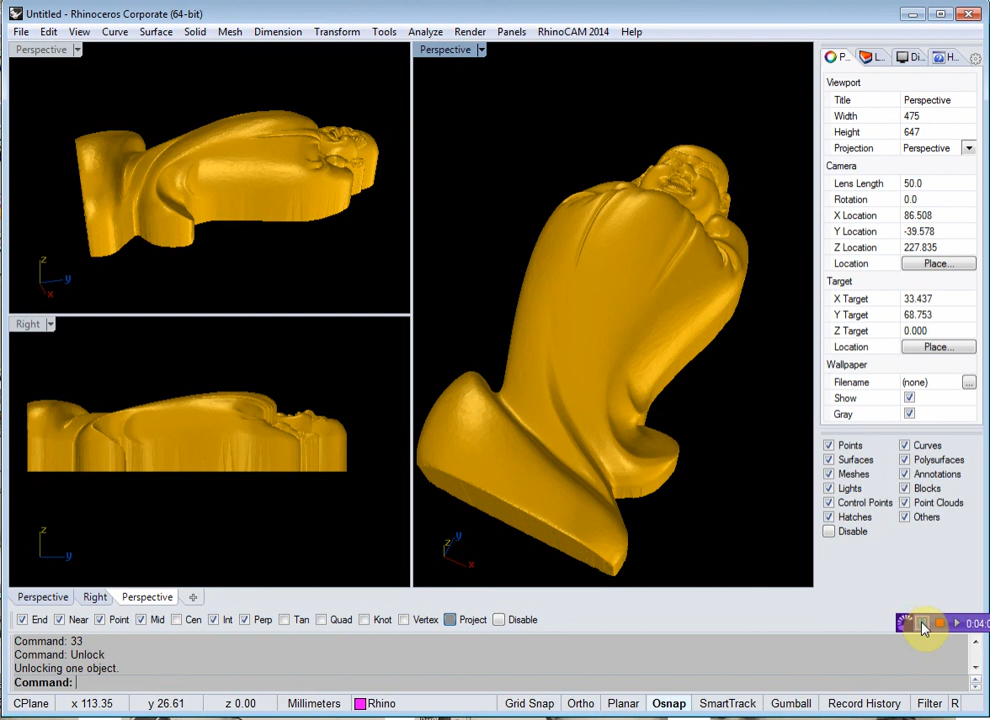 Untitled - Rhinoceros Corporate (64-bit)
File Edit View Curve Surface Solid Mesh Dimension Transform Tools Analyze Render Panels RhinoCAM 2014 Help
Perspective
Perspective
P... L... Di... H...
Viewport
Title Perspective
Width 475
Height 647
Projection Perspective
Camera
Lens Length 50.0
Rotation 0.0
X Location 86.508
Y Location -39.578
Z Location 227.835
Location Place...
Target
X Target 33.437
Y Target 68.753
Z Target 0.000
Location Place...
Wallpaper
Filename (none) ...
Show
Gray
z
y
x
Right
z
y
z
y
x
Points Curves
Surfaces Polysurfaces
Meshes Annotations
Lights Blocks
Control Points Point Clouds
Hatches Others
Disable
Perspective Right Perspective
End Near Point Mid Cen Int Perp Tan Quad Knot Vertex Project Disable
0:04:0
Command: 33
Command: Unlock
Unlocking one object.
Command:
CPlane x 113.35 y 26.61 z 0.00 Millimeters Rhino Grid Snap Ortho Planar Osnap SmartTrack Gumball Record History Filter R